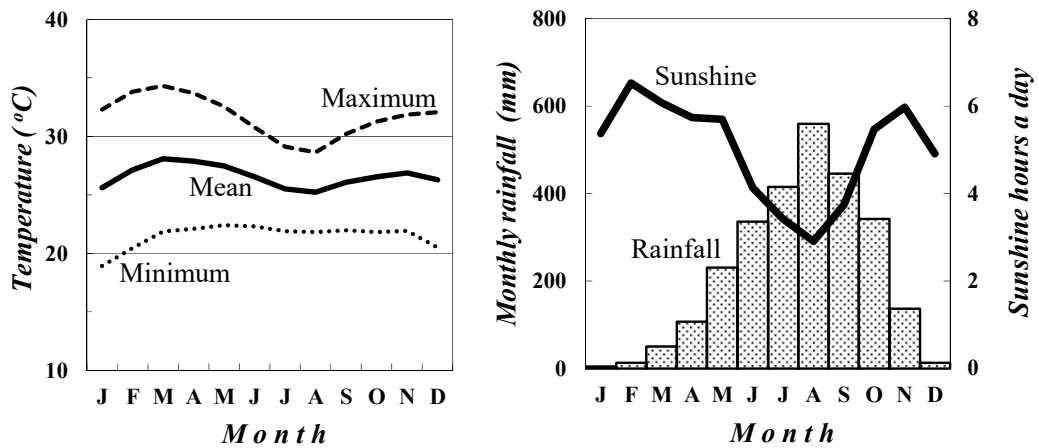 Temperature ( ºC)
40
30
20
10
Maximum
Mean
Minimum
J F M A M J J A S O N D
Month
Monthly rainfall (mm)
800
600
400
200
0
Sunshine
Rainfall
8
6
4
2
0
Sunshine hours a day
J F M A M J J A S O N D
Month